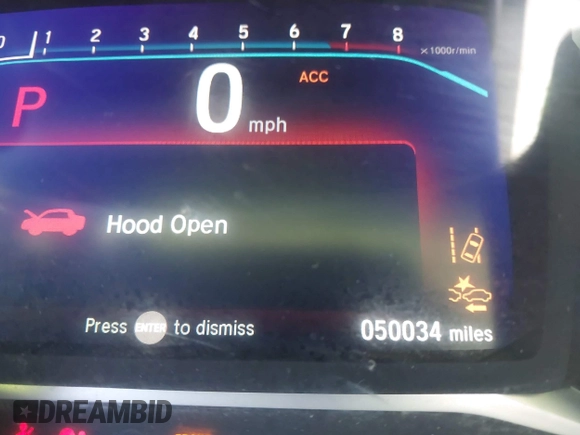 1 2 3 4 5 6 7 8 x1000r/min
ACC
P 0 mph
Hood Open
Press ENTER to dismiss
050034 miles
DREAMBID